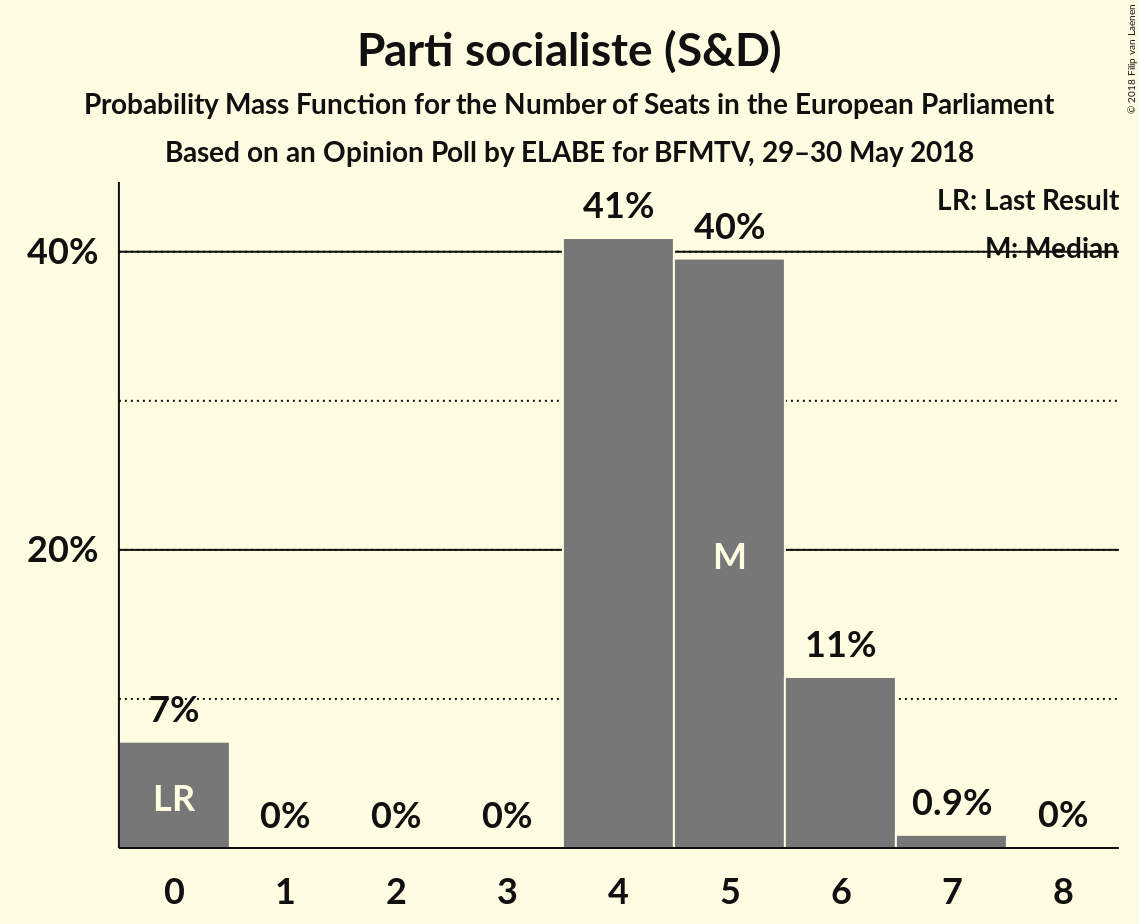 Parti socialiste (S&D)
Probability Mass Function for the Number of Seats in the European Parliament
Based on an Opinion Poll by ELABE for BFMTV, 29–30 May 2018
© 2018 Filip van Laenen
LR: Last Result
M: Median
40%
20%
7%
0%
0%
0%
41%
40%
11%
0.9%
0%
LR
M
0 1 2 3 4 5 6 7 8